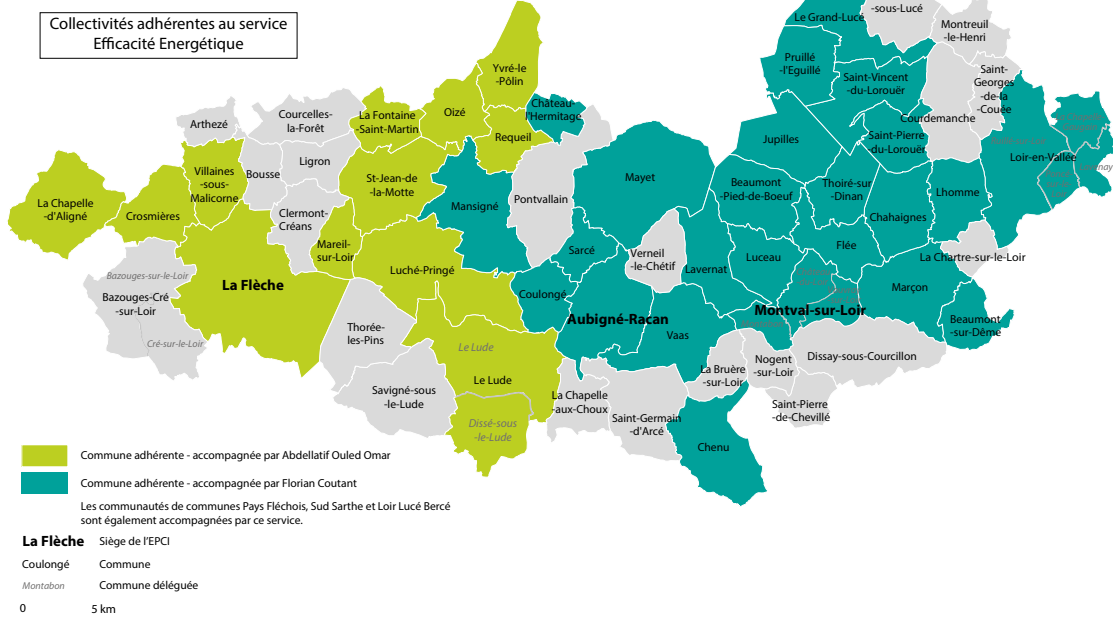 Collectivités adhérentes au service
Efficacité Energétique
Le Grand-Lucé
-sous-Lucé
Montreuil
-le-Henri
Pruillé
-l'Eguillé
Saint-Vincent
-du-Lorouër
Saint-
Georges
-de-la
-Couée
Yvré-le
-Pôlin
Château-
l'Hermitage
Oizé
La Fontaine
-Saint-Martin
Requeil
Courcelles-
la-Forêt
Arthezé
Courdemanche
Jupilles
Saint-Pierre
-du-Lorouër
Loir-en-Vallée
Ligron
Bousse
Villaines
-sous-
Malicorne
St-Jean-de
-la-Motte
Mayet
Beaumont
-Pied-de-Boeuf
Thoiré-sur
-Dinan
Lhomme
La Chapelle
-d'Aligné
Crosmières
Clermont-
Créans
Mansigné
Pontvallain
Chahaignes
Mareil-
sur-Loir
Sarcé
Verneil
-le-Chétif
Lavernat
Luceau
Flée
La Chartre-sur-le-Loir
Luché-Pringé
Bazouges-sur-le-Loir
Bazouges-Cré
-sur-Loir
Cré-sur-le-Loir
La Flèche
Coulongé
Marçon
Aubigné-Racan
Montval-sur-Loir
Beaumont
-sur-Dême
Thorée-
les-Pins
Vaas
Le Lude
Le Lude
Dissé-sous
-le-Lude
Savigné-sous
-le-Lude
La Bruère
-sur-Loir
Nogent
-sur-Loir
Dissay-sous-Courcillon
La Chapelle
-aux-Choux
Saint-Germain
-d'Arcé
Saint-Pierre
-de-Chevillé
Chenu
Commune adhérente - accompagnée par Abdellatif Ouled Omar
Commune adhérente - accompagnée par Florian Coutant
Les communautés de communes Pays Fléchois, Sud Sarthe et Loir Lucé Bercé
sont également accompagnées par ce service.
La Flèche Siège de l'EPCI
Coulongé Commune
Montabon Commune déléguée
0 5 km